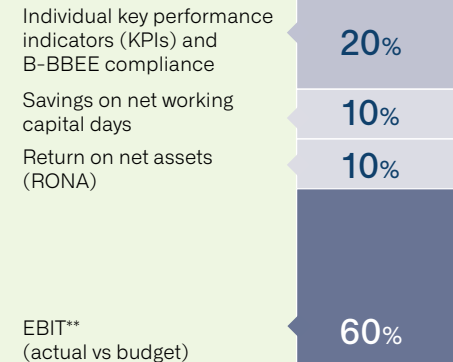 Individual key performance
indicators (KPIs) and
B-BBEE compliance
20%
Savings on net working
capital days
10%
Return on net assets
(RONA)
10%
EBIT**
(actual vs budget)
60%